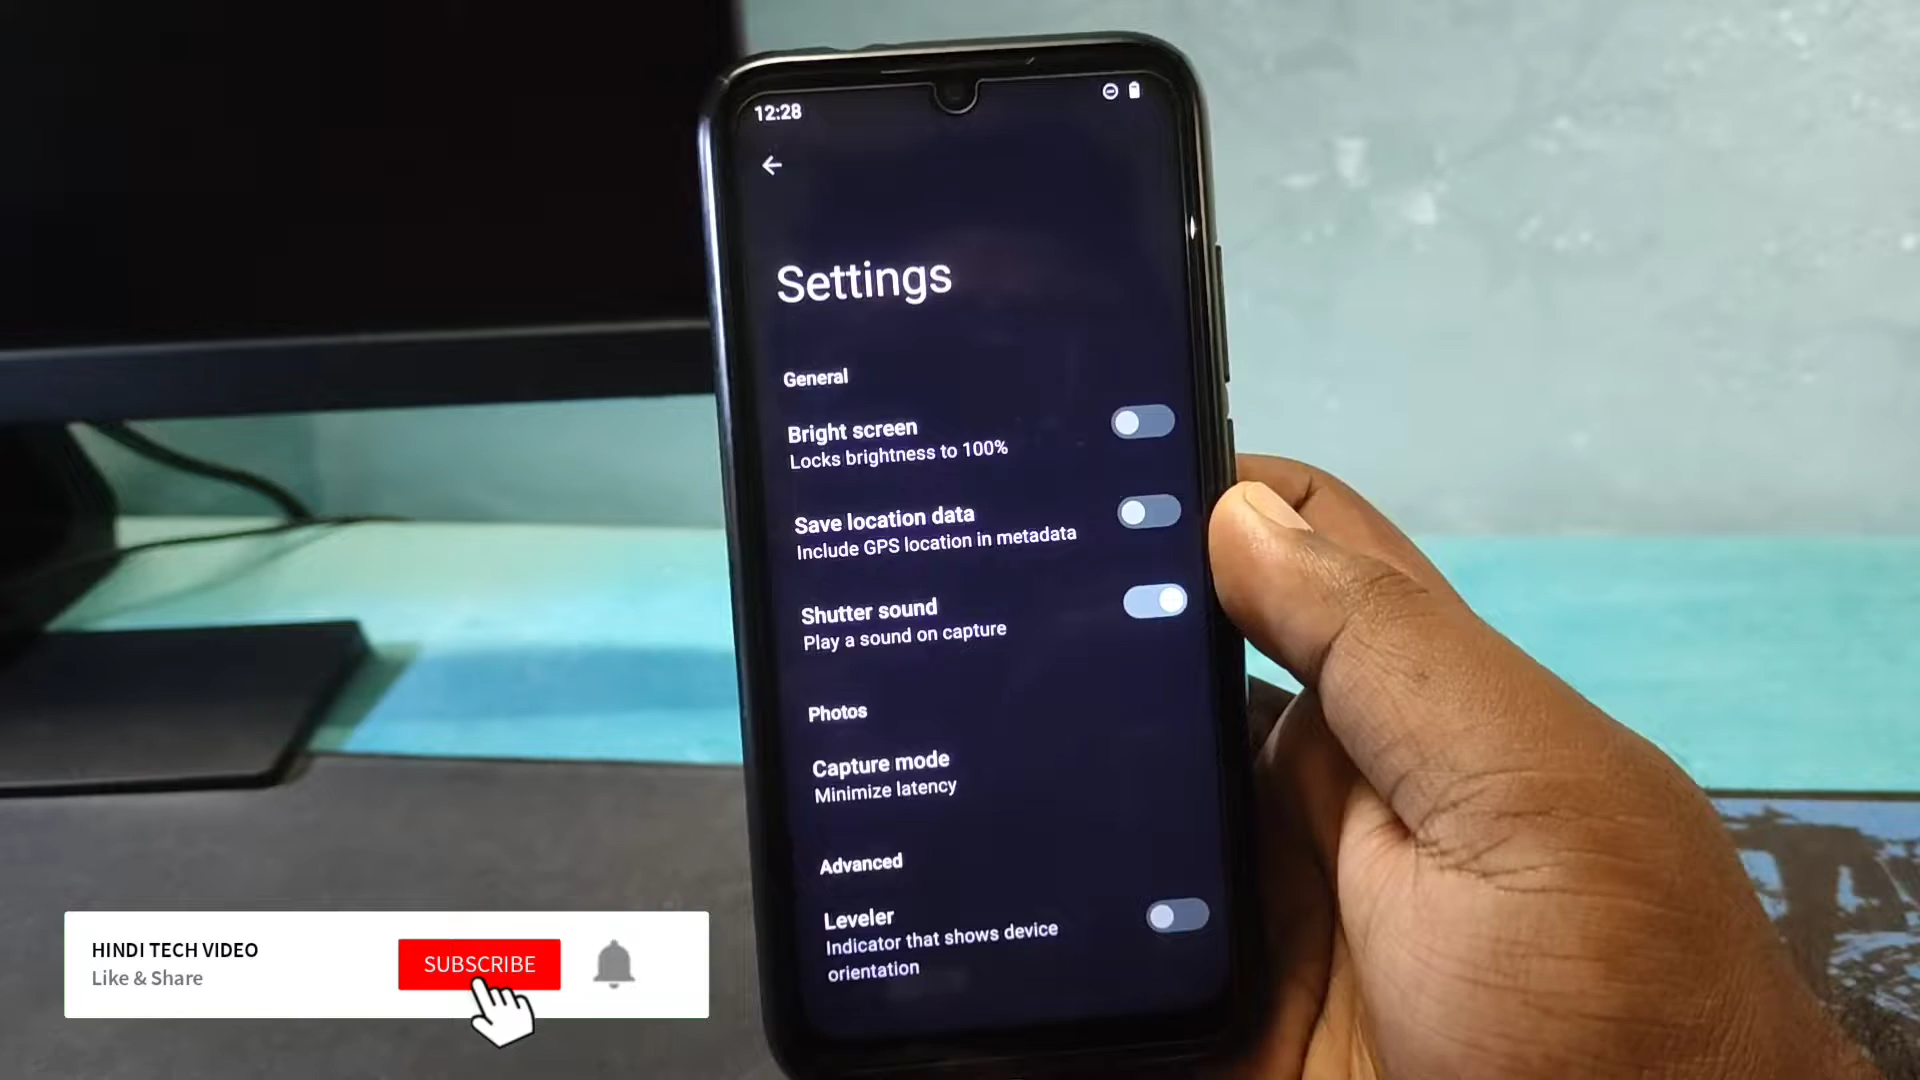 12:28
Settings
General
Bright screen
Locks brightness to 100%
Save location data
Include GPS location in metadata
Shutter sound
Play a sound on capture
Photos
Capture mode
Minimize latency
Advanced
Leveler
Indicator that shows device
orientation
HINDI TECH VIDEO
Like & Share
SUBSCRIBE